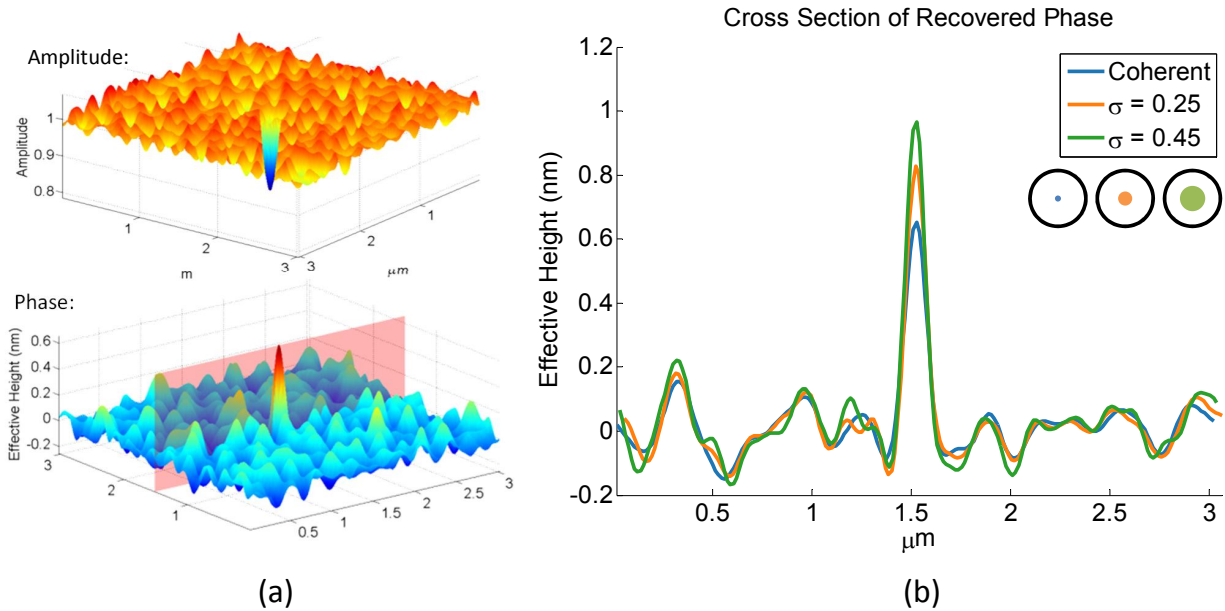 Amplitude:
Amplitude
1
0.9
0.8
1
2
3
m
3
2
1
μm
Phase:
Effective Height (nm)
0.6
0.4
0.2
0
-0.2
3
2
1
0.5
1
1.5
2
2.5
3
(a)
Cross Section of Recovered Phase
Effective Height (nm)
1.2
1
0.8
0.6
0.4
0.2
0
-0.2
0.5
1
1.5
2
2.5
3
μm
Coherent
σ = 0.25
σ = 0.45
(b)